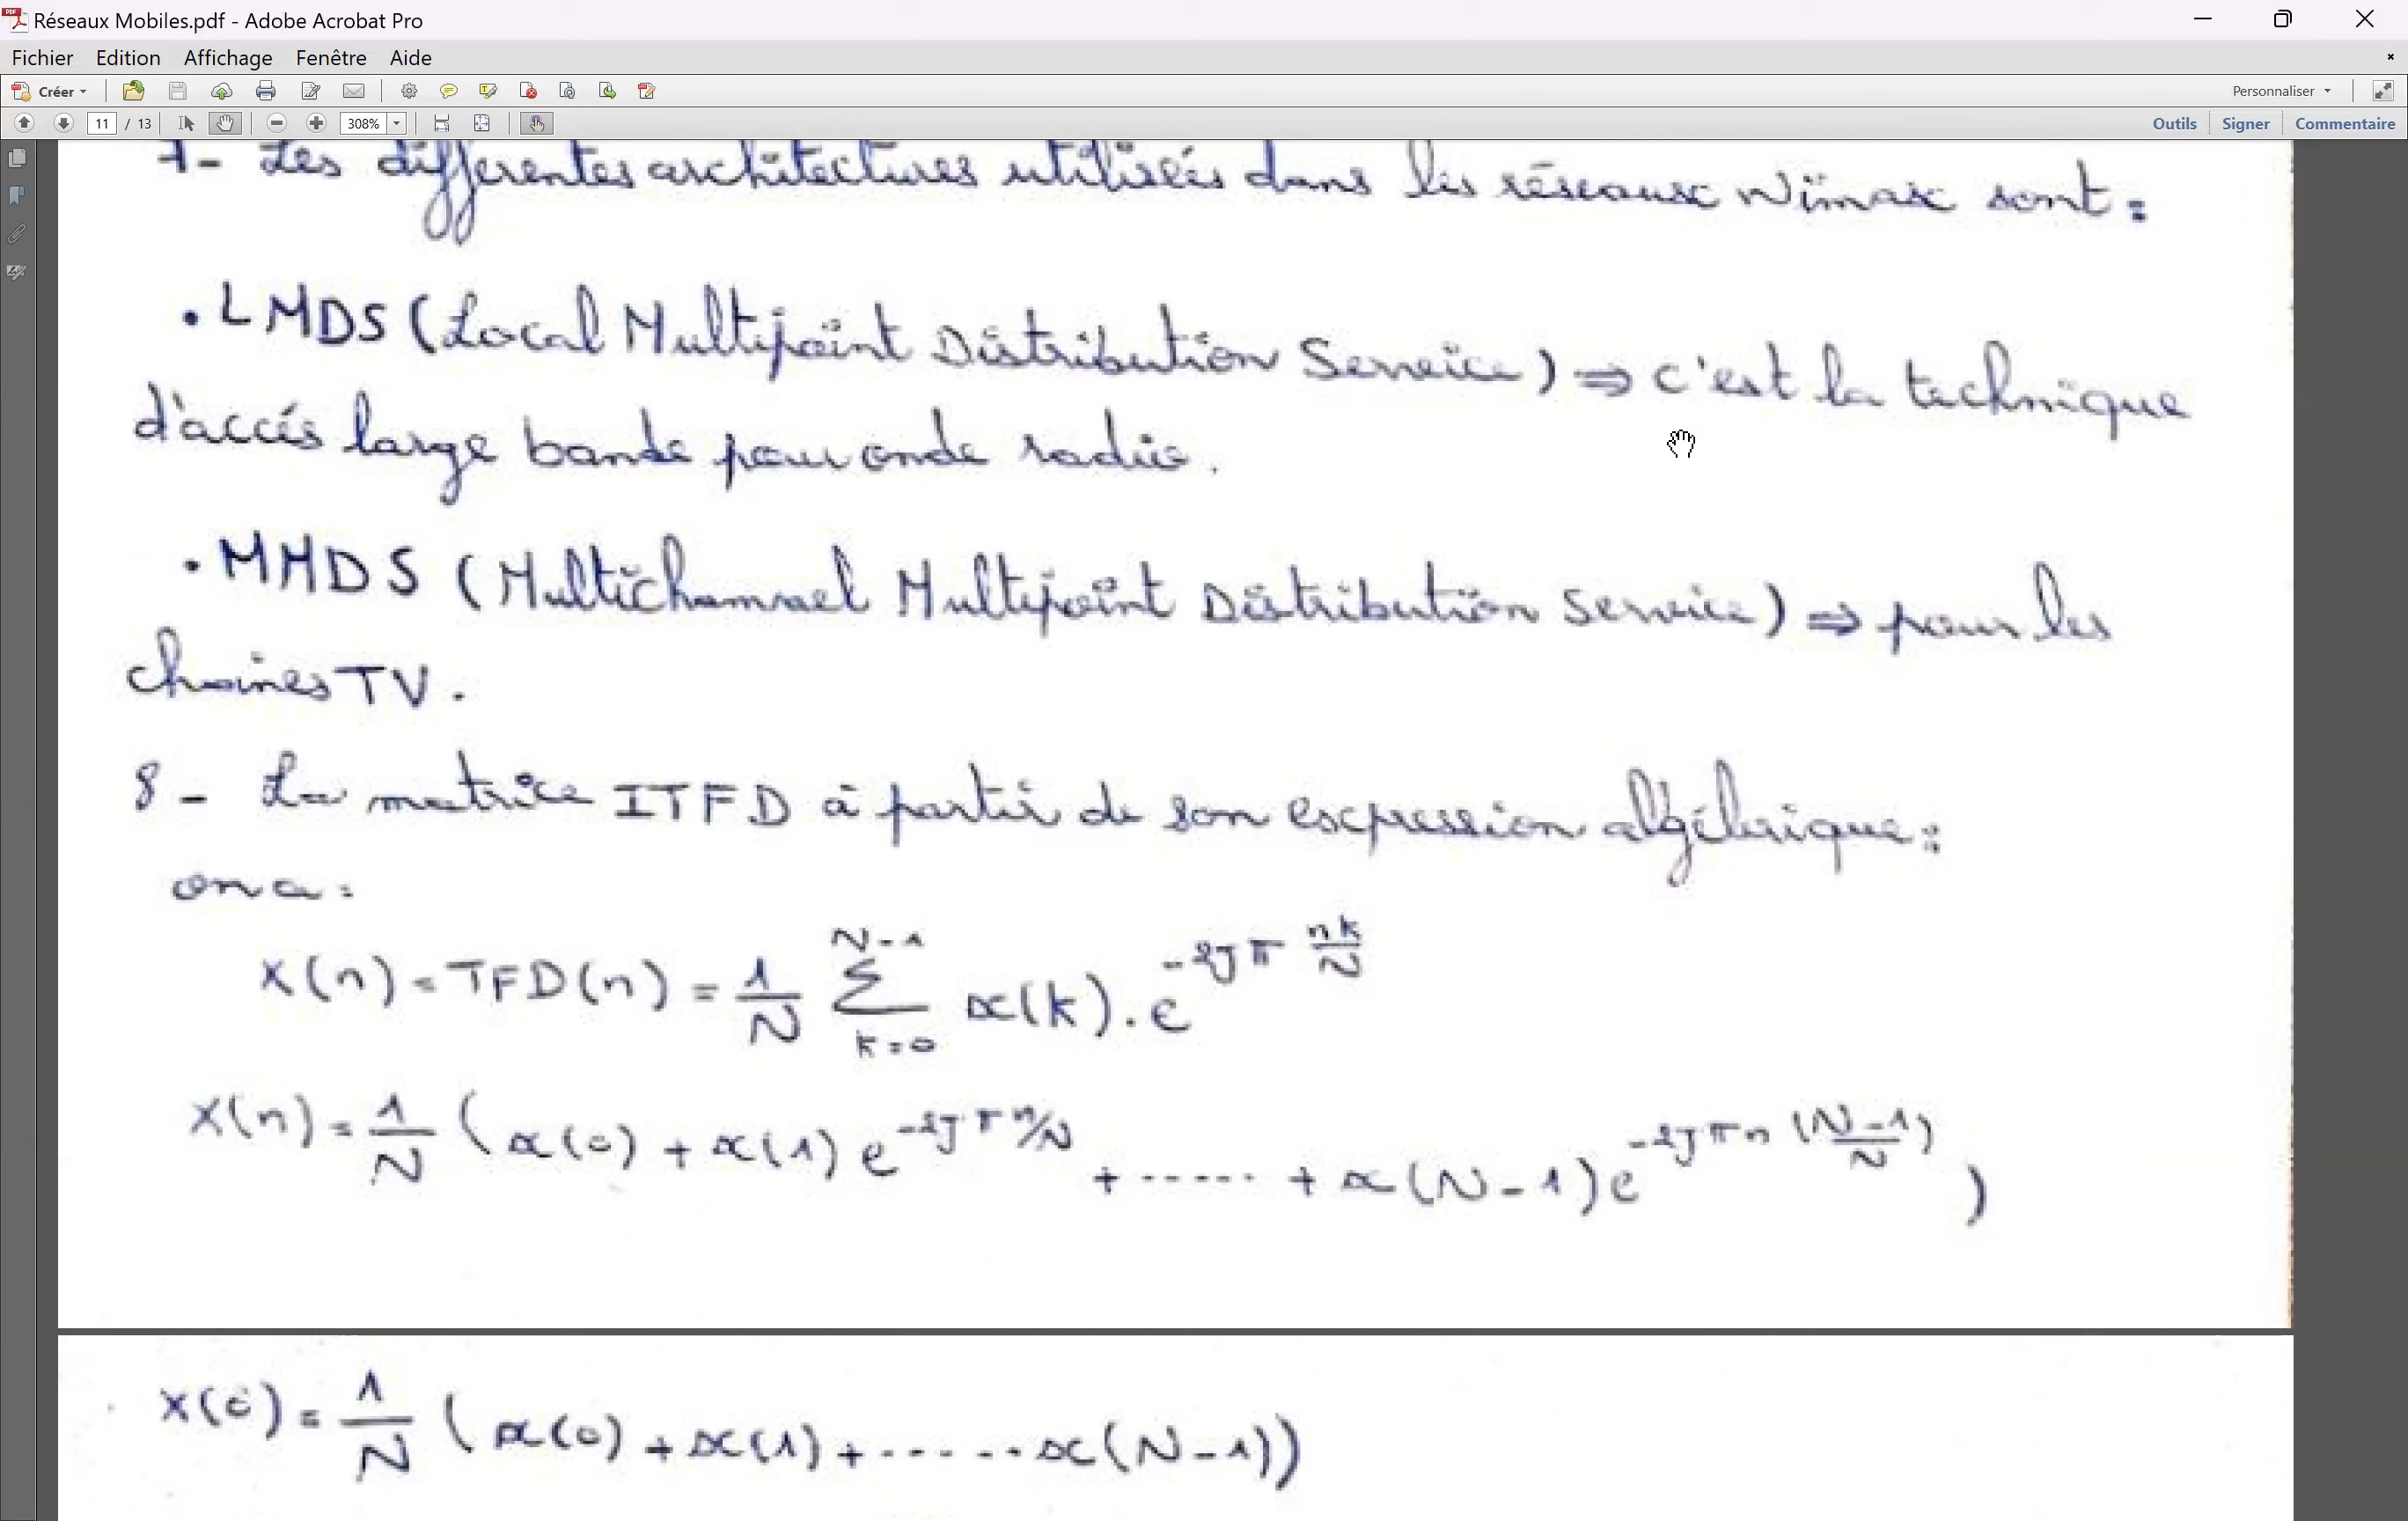 Réseaux Mobiles.pdf - Adobe Acrobat Pro
Fichier Edition Affichage Fenêtre Aide
Créer Personnaliser
11 / 13 308% Outils Signer Commentaire
7 - Les differentes architectures utilisés dans les réseaux Wimax sont :
• LMDS (Local Multipoint Distribution Service) ⇒ c'est la technique
d'accés large bande pour onde radio.
• MMDS (Multichannael Multipoint Distribution Service) ⇒ pour les
chaines TV.
8 - La matrice ITFD à partir de son expression algébrique :
on a :
X(n) = TFD(n) = 1/N Σ_{k=0}^{N-1} x(k) . e^{-2jπ nk/N}
X(n) = 1/N ( x(0) + x(1) e^{-2jπ n/N} + ...... + x(N-1) e^{-2jπn (N-1)/N} )
X(0) = 1/N ( x(0) + x(1) + ...... x(N-1))